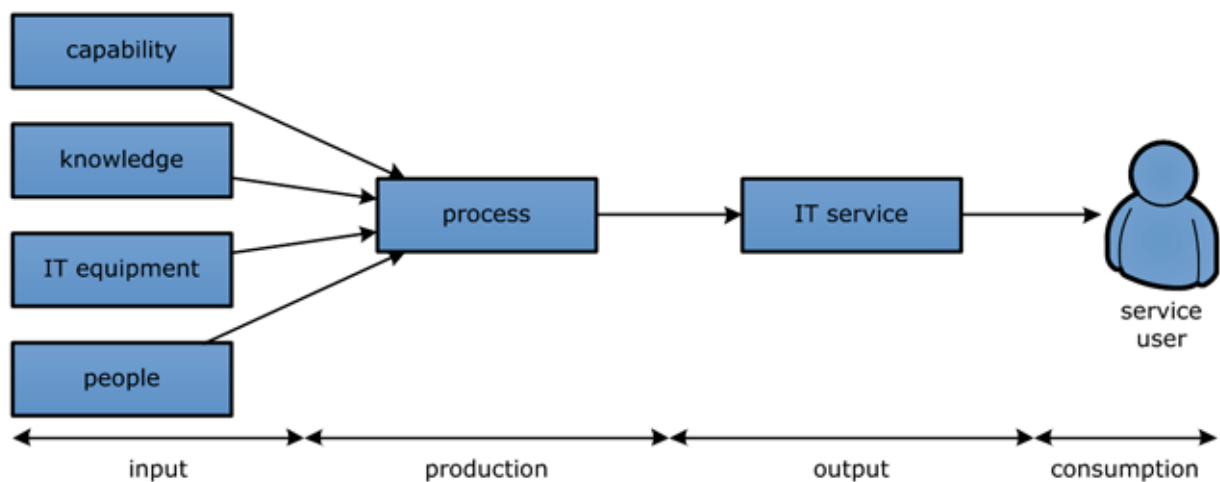 capability
knowledge
IT equipment
people
process
IT service
service
user
input
production
output
consumption